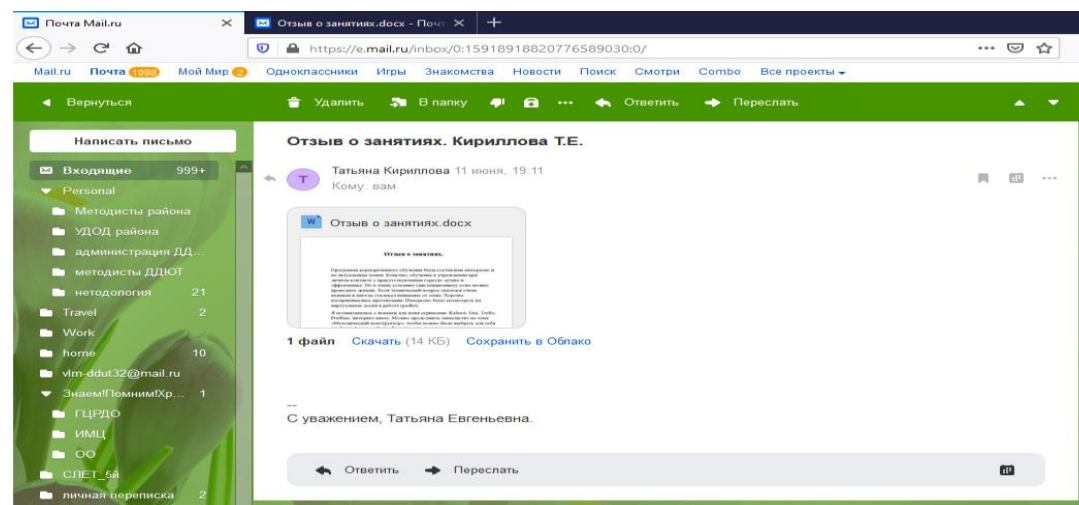 Почта Mail.ru
Отзыв о занятиях.docx - Почт
https://e.mail.ru/inbox/0:15918918820776589030:0/
Mail.ru Почта 1098 Мой Мир 2 Одноклассники Игры Знакомства Новости Поиск Смотри Combo Все проекты
Вернуться Удалить В папку Ответить Переслать
Написать письмо
Входящие 999+
Personal
Методисты района
УДОД района
администрация ДД...
методисты ДДЮТ
нетодология 21
Travel 2
Work
home 10
vlm-ddut32@mail.ru
Знаем!Помним!Хр... 1
ГЦРДО
ИМЦ
ОО
СЛЕТ_5й
личная переписка 2
Отзыв о занятиях. Кириллова Т.Е.
Т
Татьяна Кириллова 11 июня, 19:11
Кому: вам
W Отзыв о занятиях.docx
Отзыв о занятиях.
1 файл Скачать (14 КБ) Сохранить в Облако
--
С уважением, Татьяна Евгеньевна.
Ответить Переслать